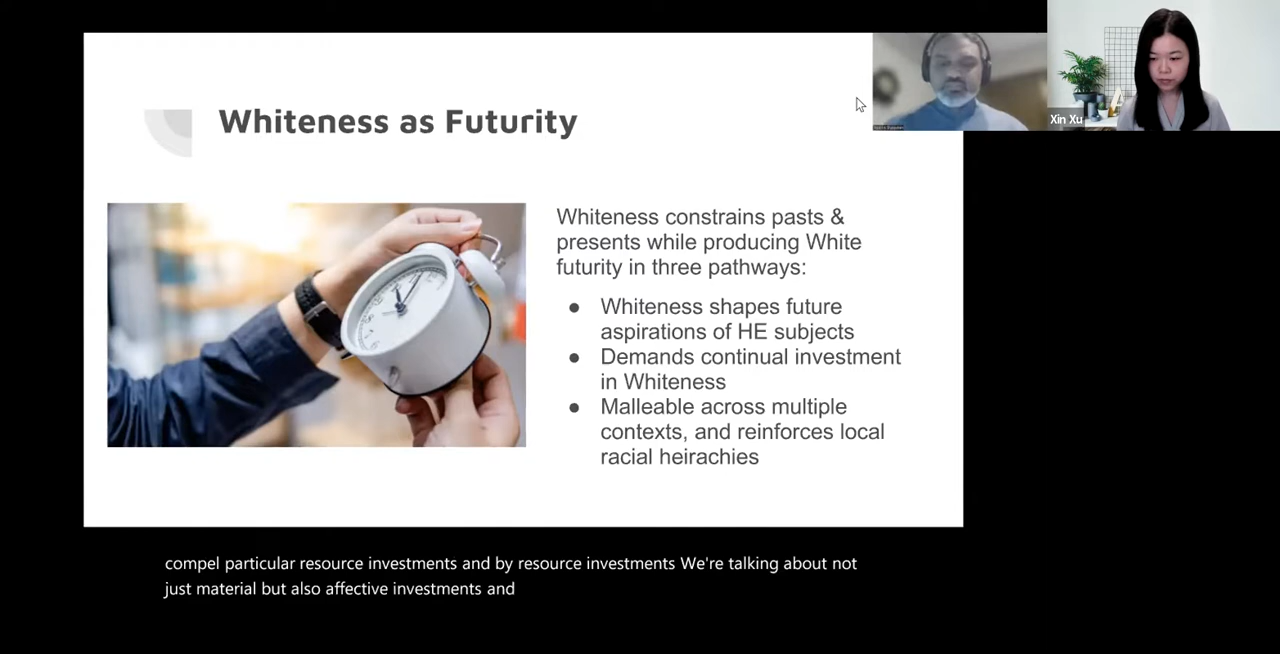 Whiteness as Futurity
Xin Xu
Whiteness constrains pasts &
presents while producing White
futurity in three pathways:
● Whiteness shapes future
aspirations of HE subjects
● Demands continual investment
in Whiteness
● Malleable across multiple
contexts, and reinforces local
racial heirachies
compel particular resource investments and by resource investments We're talking about not
just material but also affective investments and